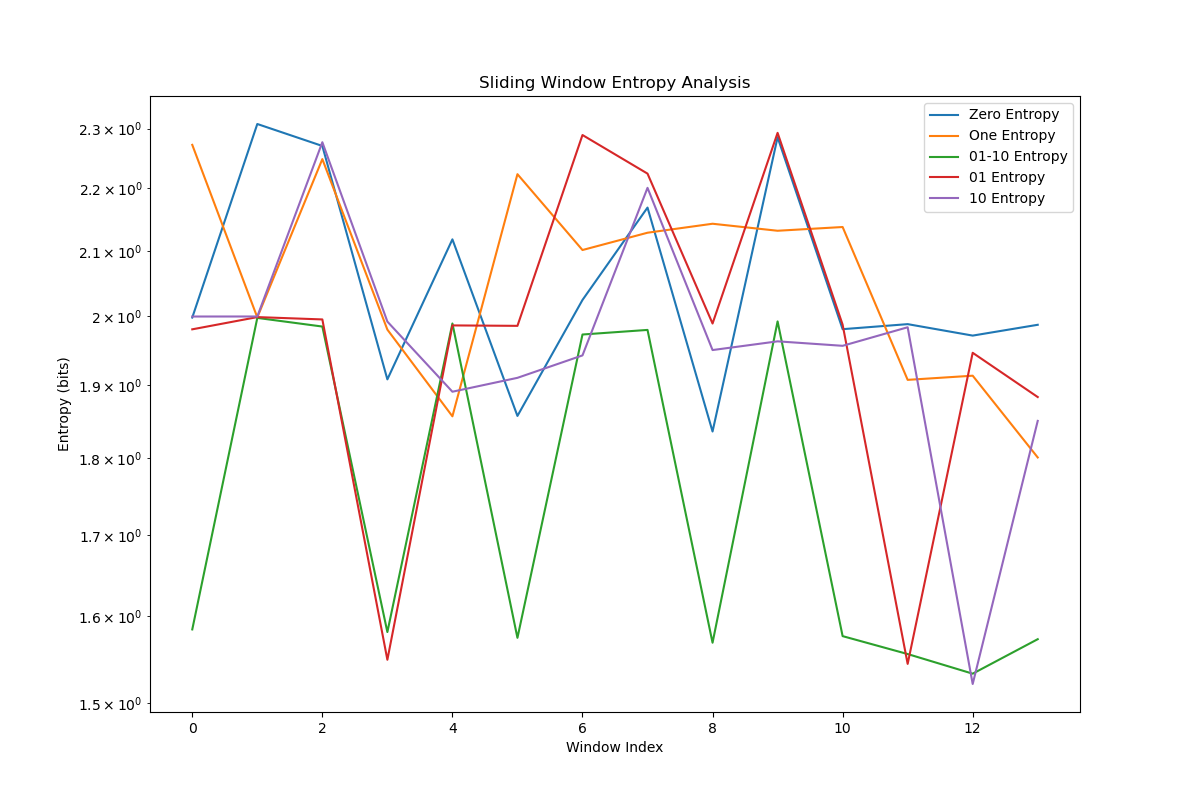 Sliding Window Entropy Analysis
Zero Entropy
One Entropy
01-10 Entropy
01 Entropy
10 Entropy
2.3 × 10⁰
2.2 × 10⁰
2.1 × 10⁰
2 × 10⁰
1.9 × 10⁰
1.8 × 10⁰
1.7 × 10⁰
1.6 × 10⁰
1.5 × 10⁰
Entropy (bits)
0 2 4 6 8 10 12
Window Index